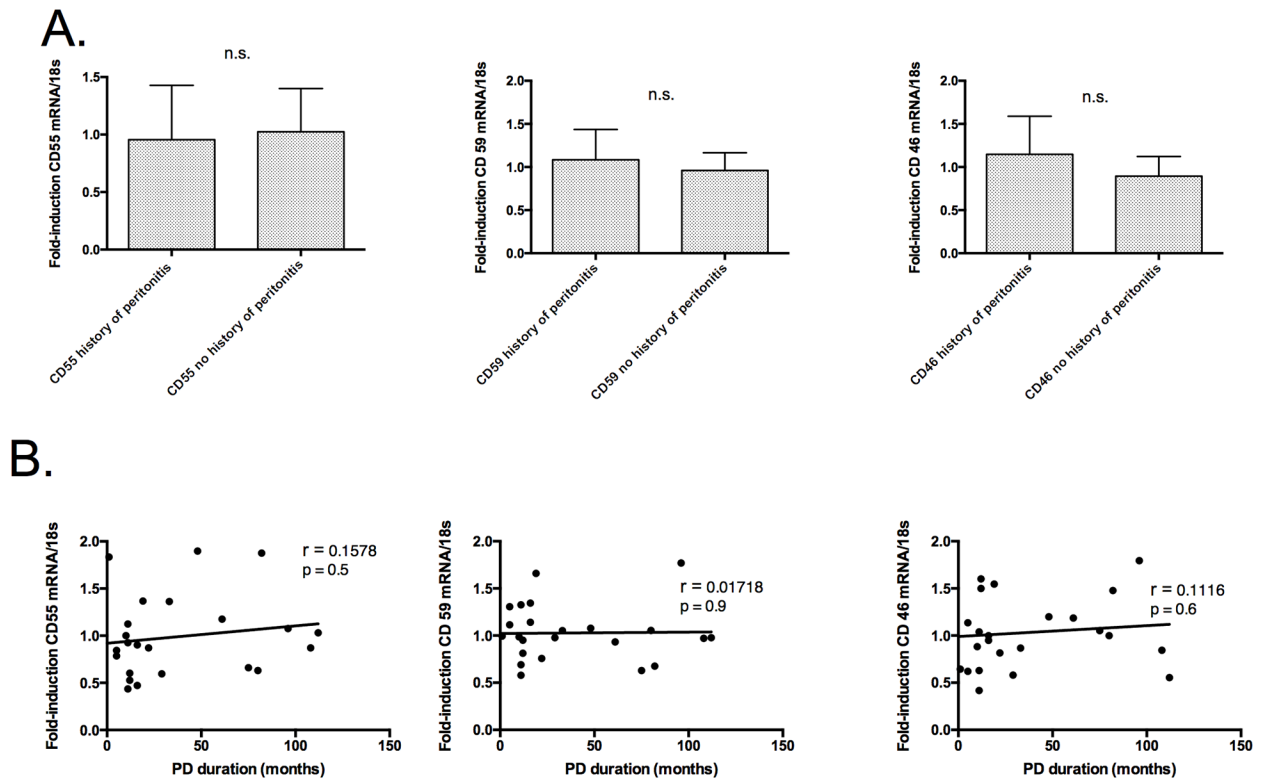 A.
n.s.
Fold-induction CD55 mRNA/18s
1.5
1.0
0.5
0.0
CD55 history of peritonitis
CD55 no history of peritonitis
n.s.
Fold-induction CD 59 mRNA/18s
2.0
1.5
1.0
0.5
0.0
CD59 history of peritonitis
CD59 no history of peritonitis
n.s.
Fold-induction CD 46 mRNA/18s
2.0
1.5
1.0
0.5
0.0
CD46 history of peritonitis
CD46 no history of peritonitis
B.
Fold-induction CD55 mRNA/18s
2.0
1.5
1.0
0.5
0.0
r = 0.1578
p = 0.5
0 50 100 150
PD duration (months)
Fold-induction CD 59 mRNA/18s
2.0
1.5
1.0
0.5
0.0
r = 0.01718
p = 0.9
0 50 100 150
PD duration (months)
Fold-induction CD 46 mRNA/18s
2.0
1.5
1.0
0.5
0.0
r = 0.1116
p = 0.6
0 50 100 150
PD duration (months)